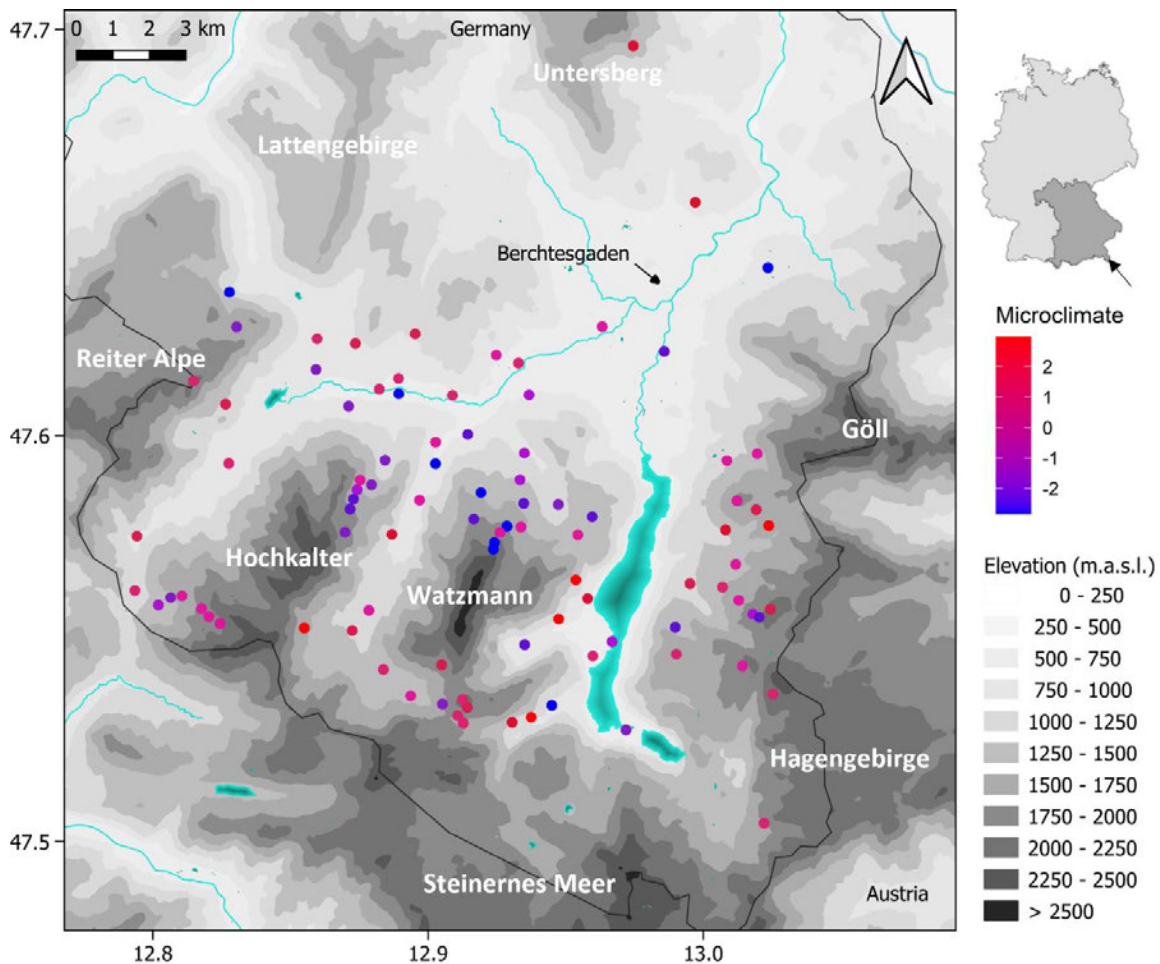 47.7
0 1 2 3 km
Germany
Untersberg
Lattengebirge
Berchtesgaden
Reiter Alpe
47.6
Göll
Hochkalter
Watzmann
Hagengebirge
47.5
Steinernes Meer
Austria
12.8 12.9 13.0
Microclimate
2
1
0
-1
-2
Elevation (m.a.s.l.)
0 - 250
250 - 500
500 - 750
750 - 1000
1000 - 1250
1250 - 1500
1500 - 1750
1750 - 2000
2000 - 2250
2250 - 2500
> 2500